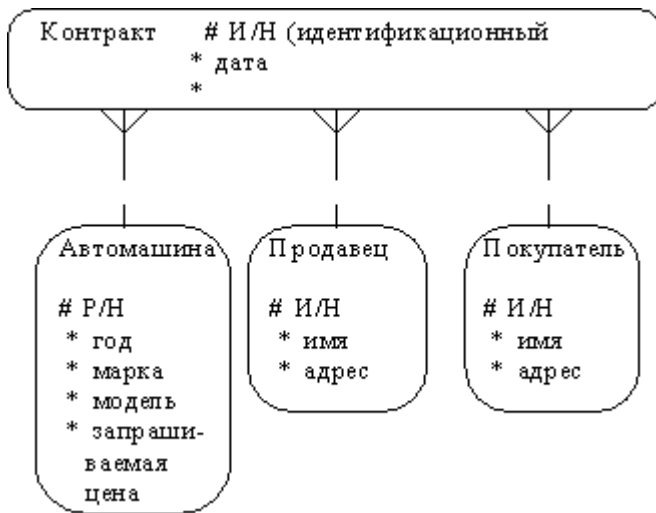 Контракт # И/Н (идентификационный
* дата
*
Автомашина
# Р/Н
* год
* марка
* модель
* запраши-
ваемая
цена
Продавец
# И/Н
* имя
* адрес
Покупатель
# И/Н
* имя
* адрес